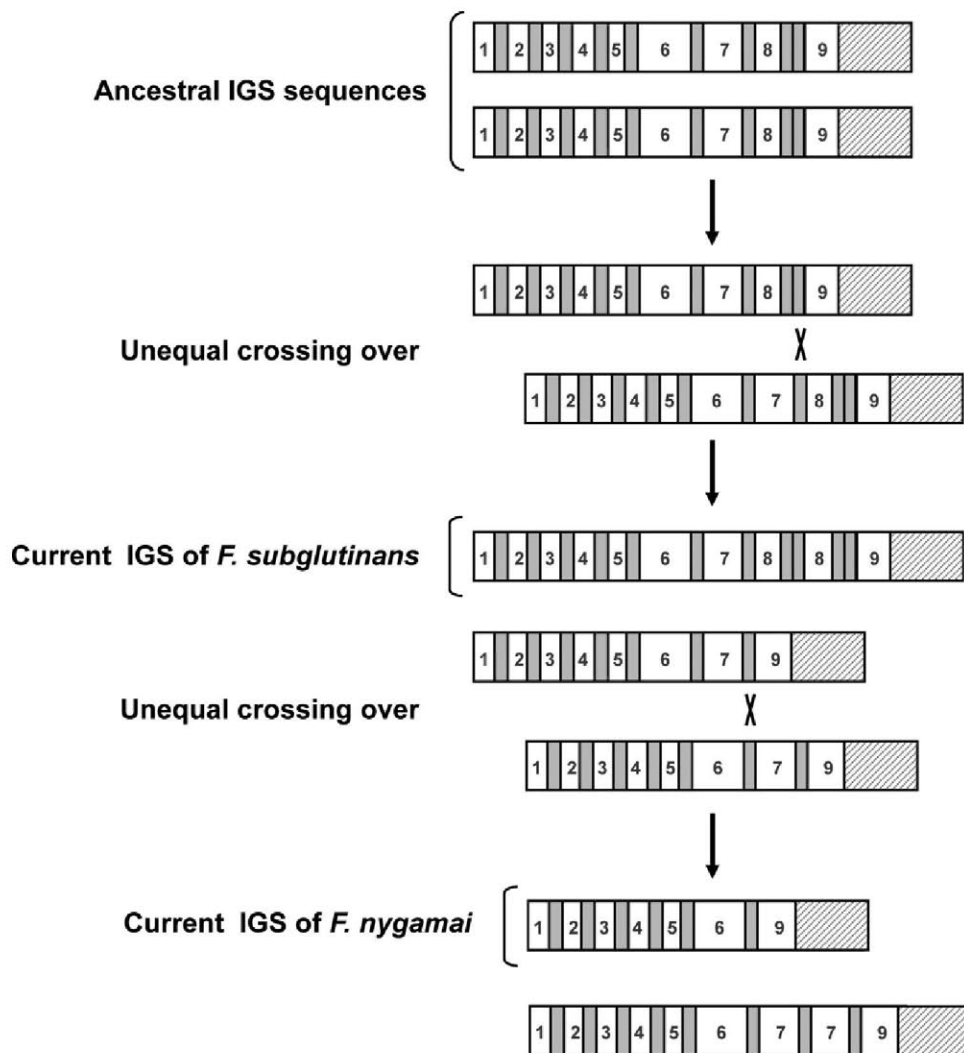 1 2 3 4 5 6 7 8 9
Ancestral IGS sequences
1 2 3 4 5 6 7 8 9
1 2 3 4 5 6 7 8 9
Unequal crossing over
X
1 2 3 4 5 6 7 8 9
Current IGS of F. subglutinans
1 2 3 4 5 6 7 8 8 9
1 2 3 4 5 6 7 9
Unequal crossing over
X
1 2 3 4 5 6 7 9
Current IGS of F. nygamai
1 2 3 4 5 6 9
1 2 3 4 5 6 7 7 9